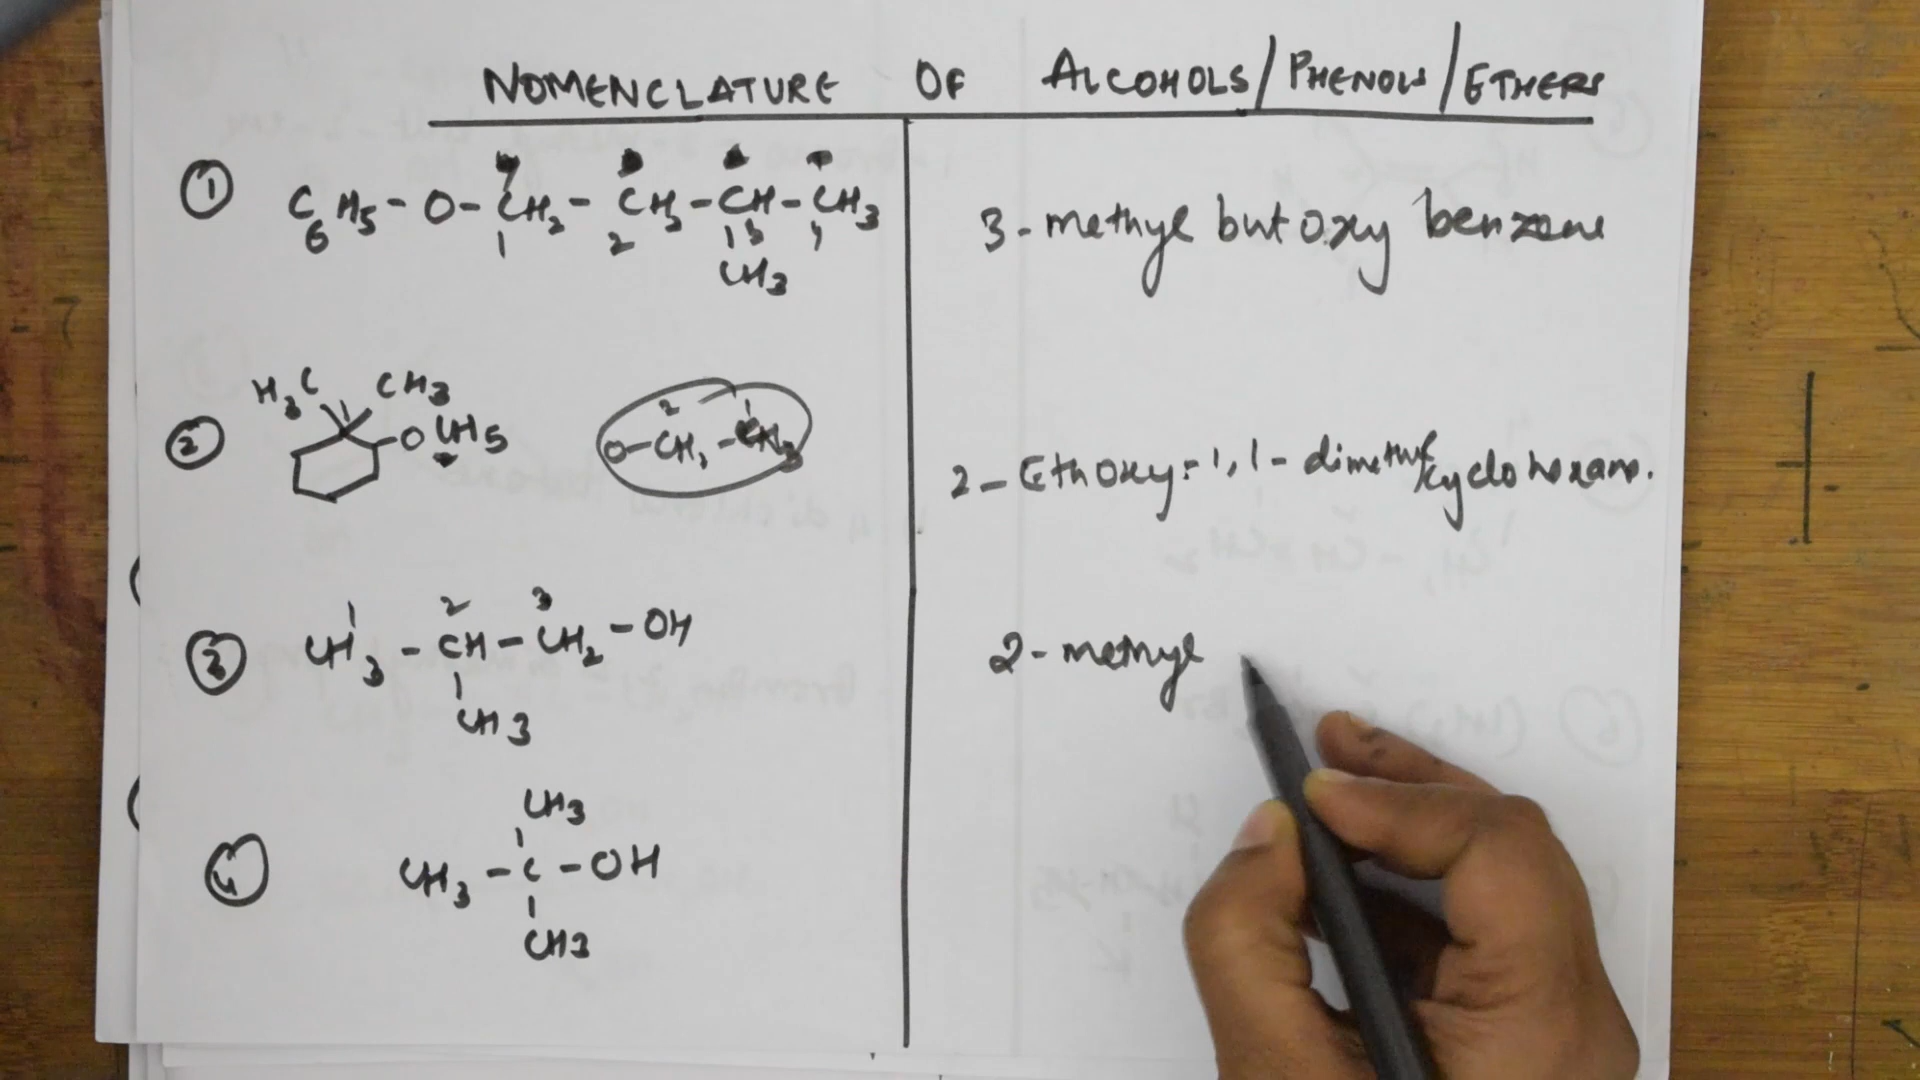 NOMENCLATURE OF ALCOHOLS/PHENOLS/ETHERS
① C6H5-O-CH2-CH2-CH-CH3
1 2 3 4
CH3
3-methyl butoxy benzene
H3C CH3
② OC2H5
2 1
O-CH2-CH3
2-Ethoxy-1,1-dimethylcyclohexane.
1 2 3
③ CH3-CH-CH2-OH
CH3
2-methyl
CH3
④ CH3-C-OH
CH3